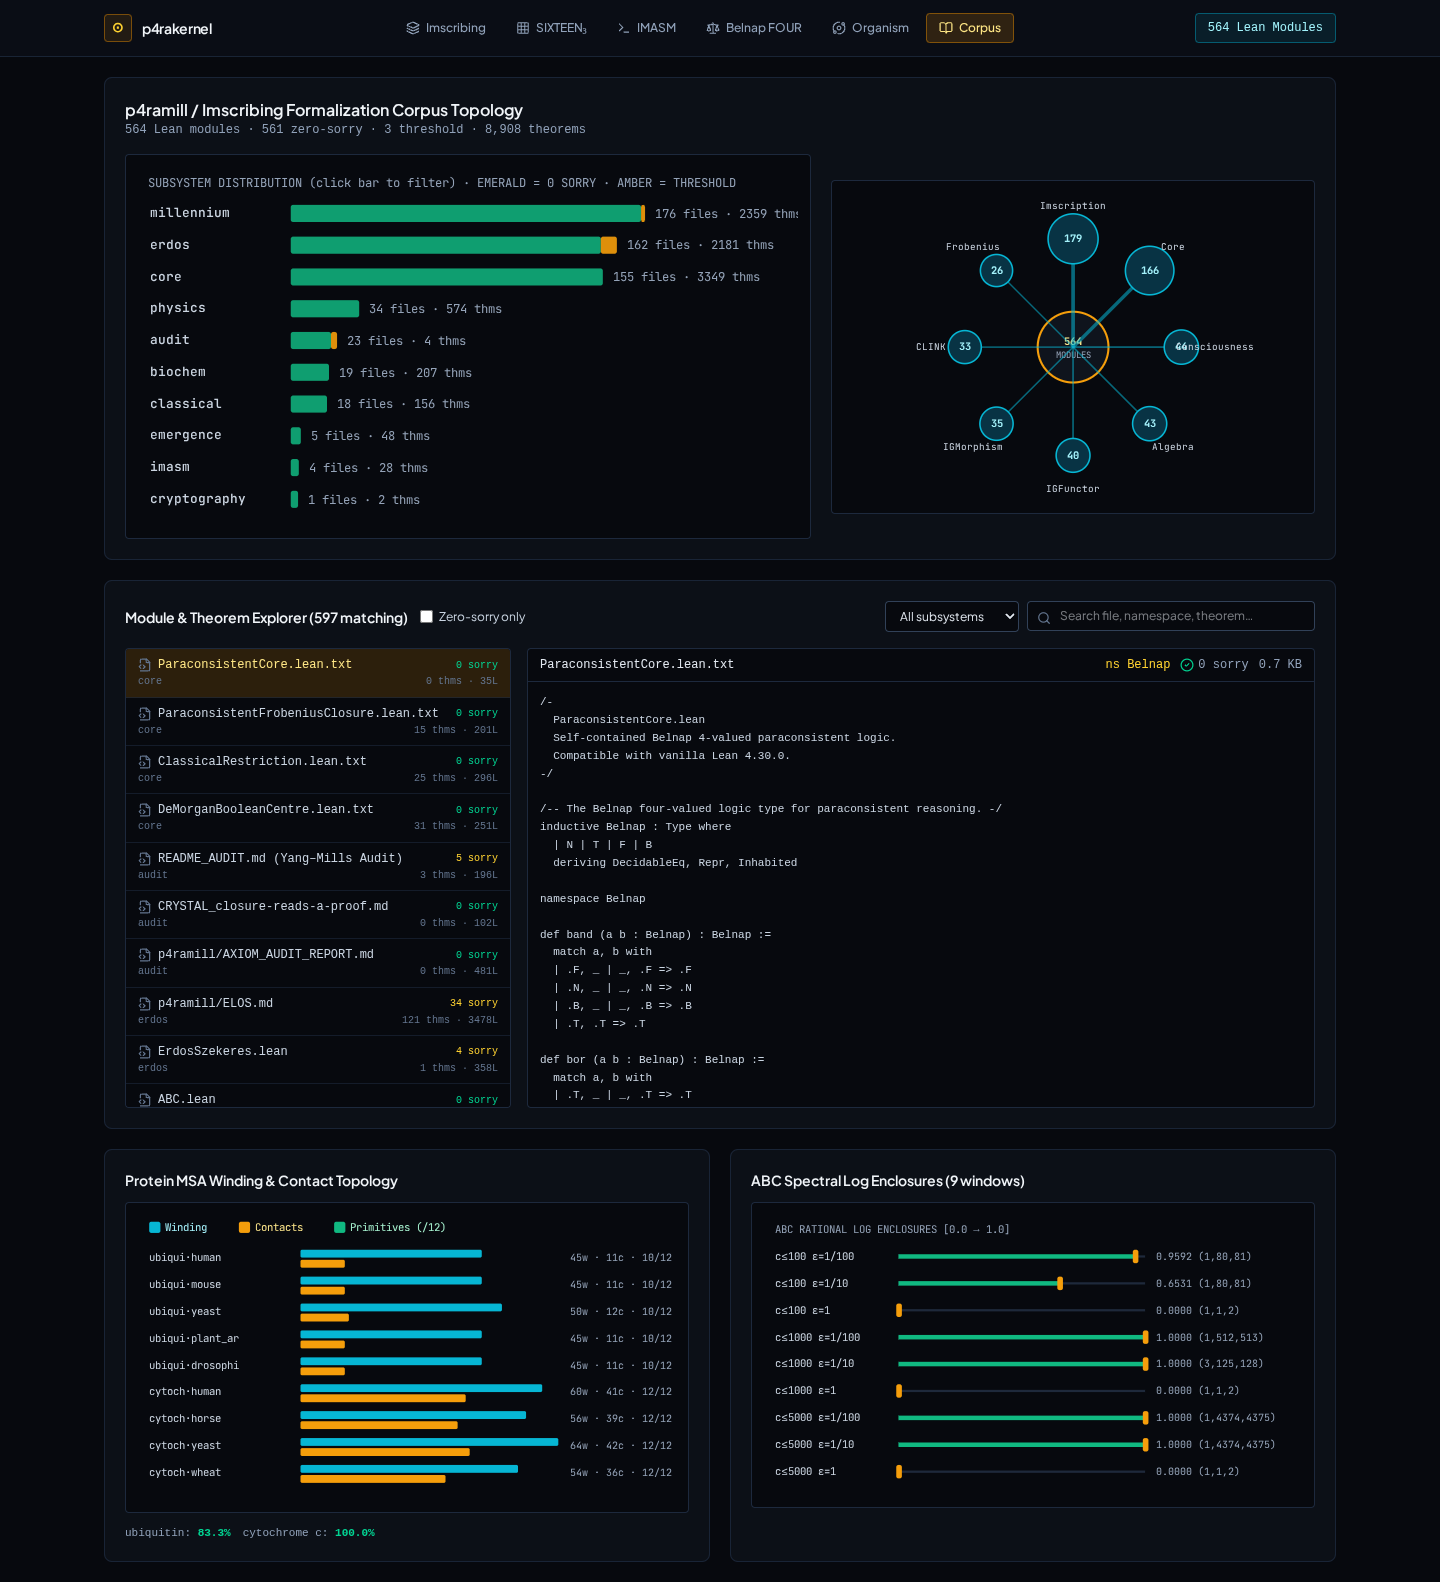 p4rakernel
Imscribing
SIXTEEN₃
IMASM
Belnap FOUR
Organism
Corpus
564 Lean Modules
p4ramill / Imscribing Formalization Corpus Topology
564 Lean modules · 561 zero-sorry · 3 threshold · 8,908 theorems
SUBSYSTEM DISTRIBUTION (click bar to filter) · EMERALD = 0 SORRY · AMBER = THRESHOLD
millennium 176 files · 2359 thms
erdos 162 files · 2181 thms
core 155 files · 3349 thms
physics 34 files · 574 thms
audit 23 files · 4 thms
biochem 19 files · 207 thms
classical 18 files · 156 thms
emergence 5 files · 48 thms
imasm 4 files · 28 thms
cryptography 1 files · 2 thms
Imscription
179
Core
166
Frobenius
26
CLINK 33
564
MODULES
44 Consciousness
35
IGMorphism
43
Algebra
40
IGFunctor
Module & Theorem Explorer (597 matching)
Zero-sorry only
All subsystems
Search file, namespace, theorem...
ParaconsistentCore.lean.txt 0 sorry
core 0 thms · 35L
ParaconsistentFrobeniusClosure.lean.txt 0 sorry
core 15 thms · 201L
ClassicalRestriction.lean.txt 0 sorry
core 25 thms · 296L
DeMorganBooleanCentre.lean.txt 0 sorry
core 31 thms · 251L
README_AUDIT.md (Yang–Mills Audit) 5 sorry
audit 3 thms · 196L
CRYSTAL_closure-reads-a-proof.md 0 sorry
audit 0 thms · 102L
p4ramill/AXIOM_AUDIT_REPORT.md 0 sorry
audit 0 thms · 481L
p4ramill/ELOS.md 34 sorry
erdos 121 thms · 3478L
ErdosSzekeres.lean 4 sorry
erdos 1 thms · 358L
ABC.lean 0 sorry
ParaconsistentCore.lean.txt ns Belnap 0 sorry 0.7 KB
/-
ParaconsistentCore.lean
Self-contained Belnap 4-valued paraconsistent logic.
Compatible with vanilla Lean 4.30.0.
-/
/-- The Belnap four-valued logic type for paraconsistent reasoning. -/
inductive Belnap : Type where
| N | T | F | B
deriving DecidableEq, Repr, Inhabited
namespace Belnap
def band (a b : Belnap) : Belnap :=
match a, b with
| .F, _ | _, .F => .F
| .N, _ | _, .N => .N
| .B, _ | _, .B => .B
| .T, .T => .T
def bor (a b : Belnap) : Belnap :=
match a, b with
| .T, _ | _, .T => .T
Protein MSA Winding & Contact Topology
Winding Contacts Primitives (/12)
ubiqui·human 45w · 11c · 10/12
ubiqui·mouse 45w · 11c · 10/12
ubiqui·yeast 50w · 12c · 10/12
ubiqui·plant_ar 45w · 11c · 10/12
ubiqui·drosophi 45w · 11c · 10/12
cytoch·human 60w · 41c · 12/12
cytoch·horse 56w · 39c · 12/12
cytoch·yeast 64w · 42c · 12/12
cytoch·wheat 54w · 36c · 12/12
ubiquitin: 83.3% cytochrome c: 100.0%
ABC Spectral Log Enclosures (9 windows)
ABC RATIONAL LOG ENCLOSURES [0.0 → 1.0]
c≤100 ε=1/100 0.9592 (1,80,81)
c≤100 ε=1/10 0.6531 (1,80,81)
c≤100 ε=1 0.0000 (1,1,2)
c≤1000 ε=1/100 1.0000 (1,512,513)
c≤1000 ε=1/10 1.0000 (3,125,128)
c≤1000 ε=1 0.0000 (1,1,2)
c≤5000 ε=1/100 1.0000 (1,4374,4375)
c≤5000 ε=1/10 1.0000 (1,4374,4375)
c≤5000 ε=1 0.0000 (1,1,2)